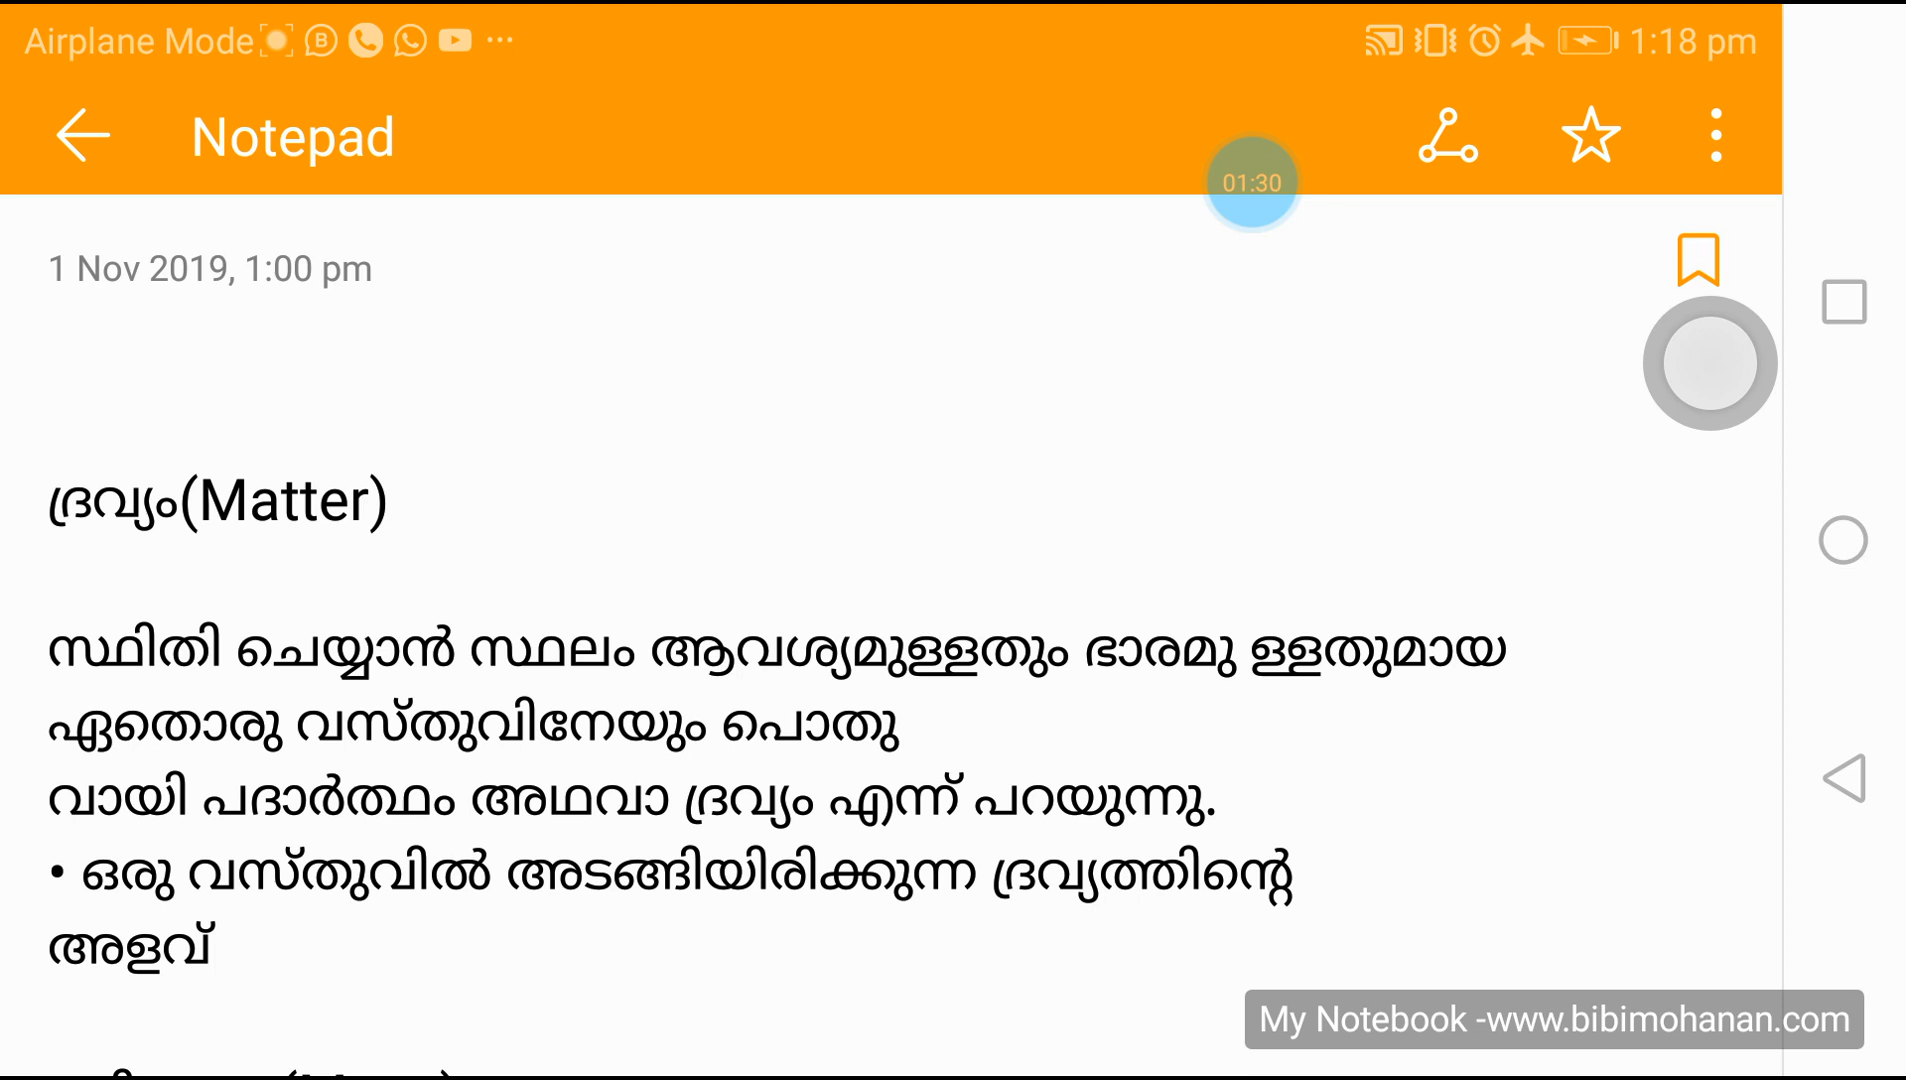 Airplane Mode
1:18 pm
Notepad
01:30
1 Nov 2019, 1:00 pm
ദ്രവ്യം(Matter)
സ്ഥിതി ചെയ്യാൻ സ്ഥലം ആവശ്യമുള്ളതും ഭാരമു ള്ളതുമായ
ഏതൊരു വസ്തുവിനേയും പൊതു
വായി പദാർത്ഥം അഥവാ ദ്രവ്യം എന്ന് പറയുന്നു.
• ഒരു വസ്തുവിൽ അടങ്ങിയിരിക്കുന്ന ദ്രവ്യത്തിന്റെ
അളവ്
My Notebook -www.bibimohanan.com